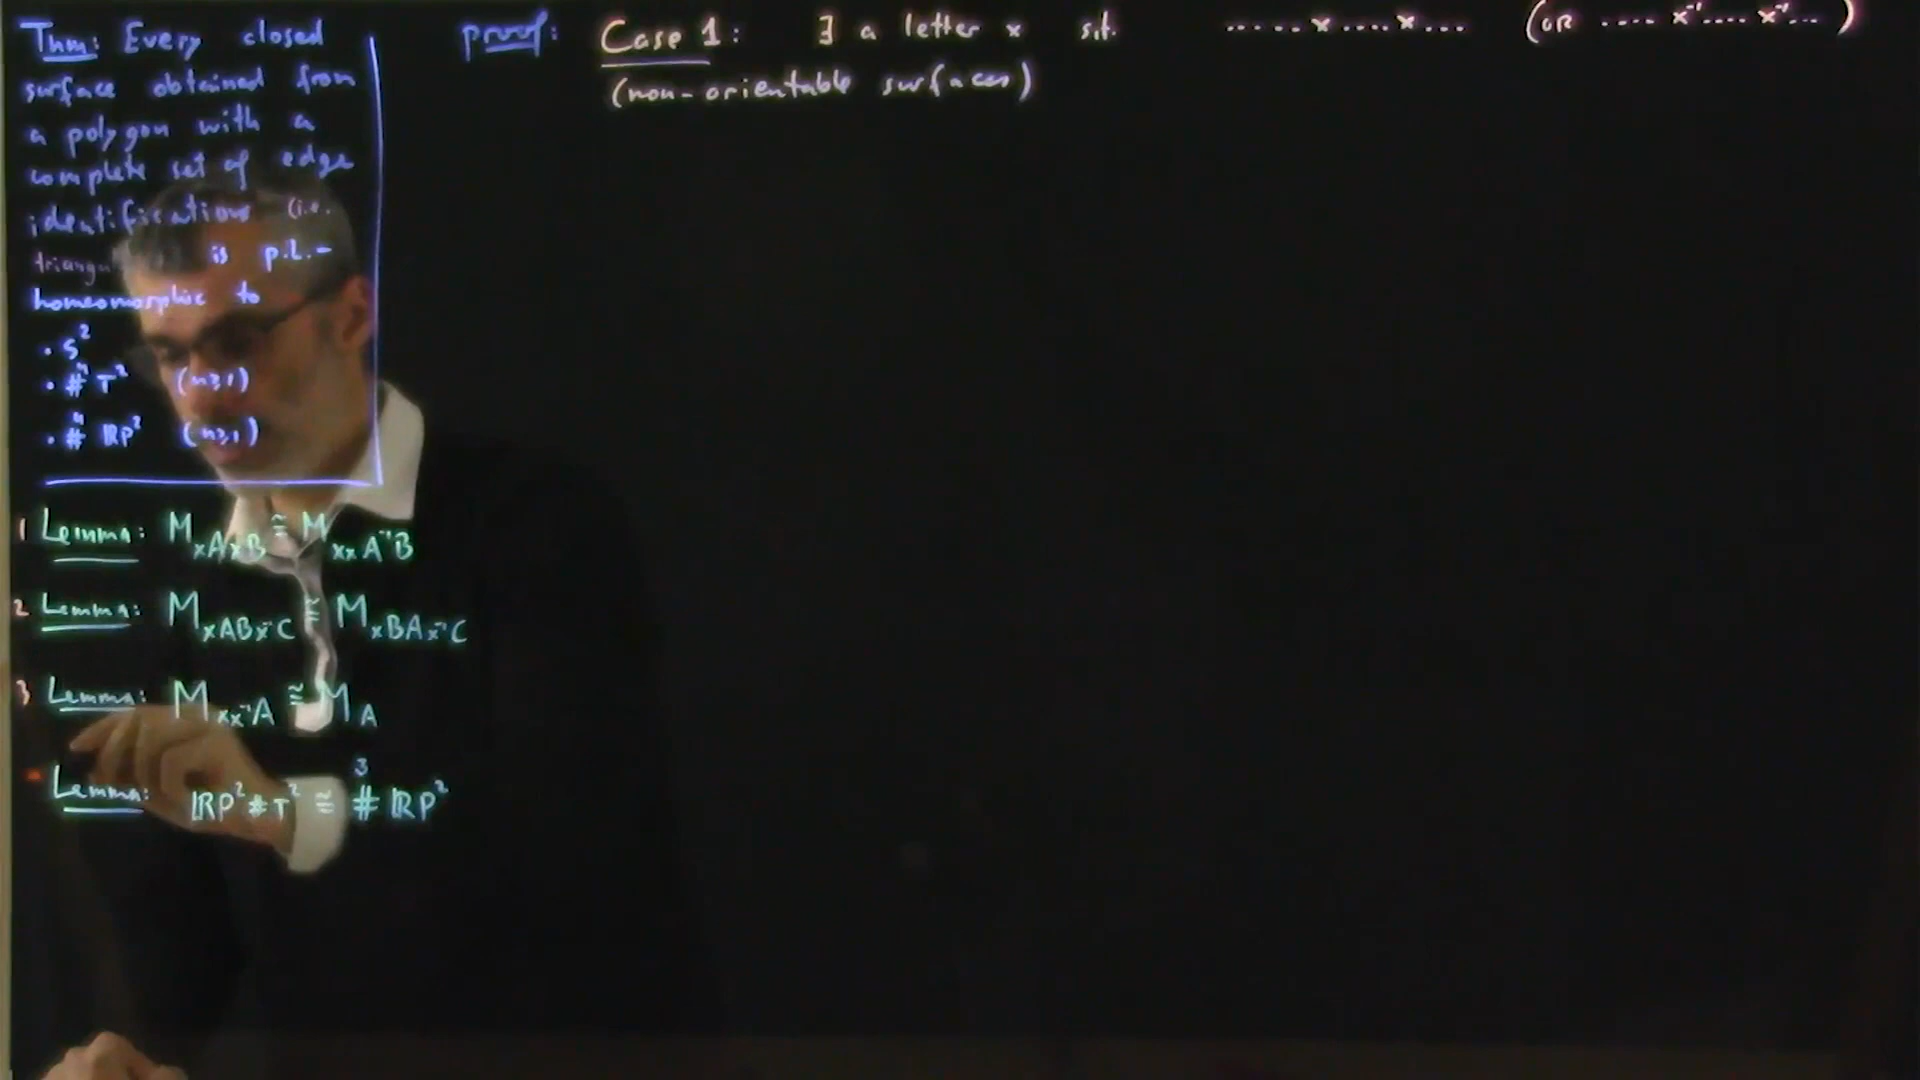 Thm: Every closed
surface obtained from
a polygon with a
complete set of edge
identifications (i.e.
is p.l.-
homeomorphic to
• S²
• #ⁿ T² (n≥1)
• #ⁿ RP² (n≥1)
1 Lemma: M_{xAxB} ≅ M_{xxA⁻¹B}
2 Lemma: M_{xABx⁻¹C} ≅ M_{xBAx⁻¹C}
3 Lemma: M_{xx⁻¹A} ≅ M_A
Lemma: RP² # T² ≅ #³ RP²
proof: Case 1: ∃ a letter x s.t. ......x....x... (OR ....x⁻¹....x⁻¹...)
(non-orientable surfaces)